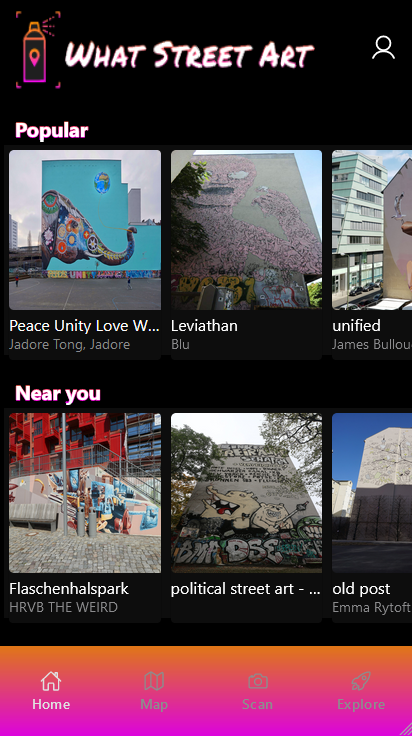 What Street Art
Popular
Peace Unity Love W...
Jadore Tong, Jadore
Leviathan
Blu
unified
James Bullou
Near you
Flaschenhalspark
HRVB THE WEIRD
political street art - ...
old post
Emma Rytoft
Home
Map
Scan
Explore